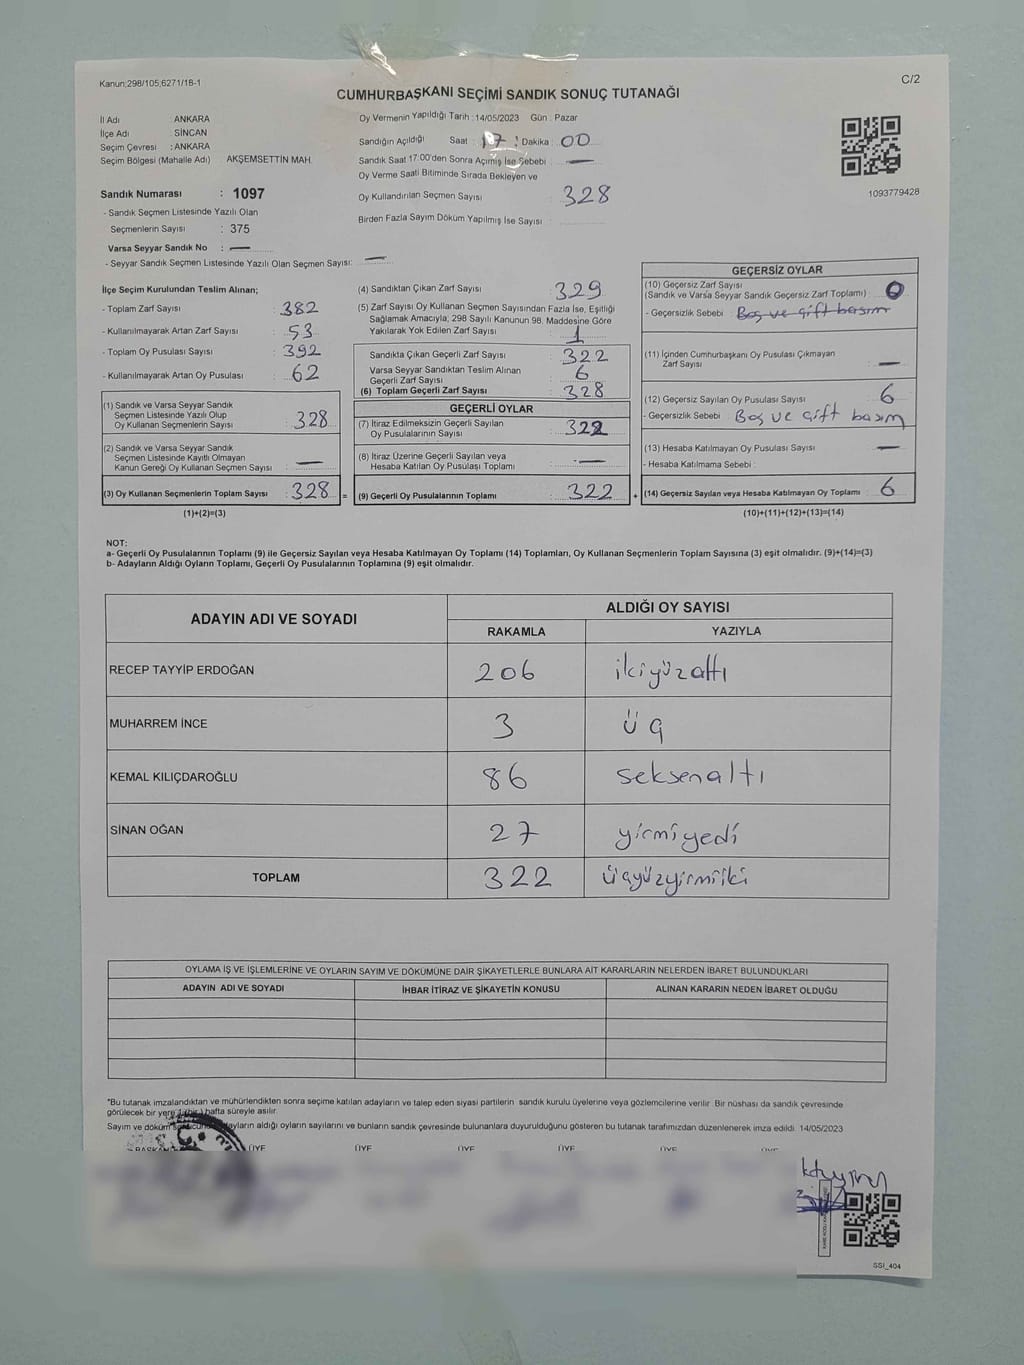 Kanun;298/105;6271/1B-1
C/2
CUMHURBAŞKANI SEÇİMİ SANDIK SONUÇ TUTANAĞI
İl Adı : ANKARA
İlçe Adı : SİNCAN
Seçim Çevresi : ANKARA
Seçim Bölgesi (Mahalle Adı) AKŞEMSETTİN MAH.
Sandık Numarası : 1097
- Sandık Seçmen Listesinde Yazılı Olan
Seçmenlerin Sayısı : 375
Varsa Seyyar Sandık No : —
- Seyyar Sandık Seçmen Listesinde Yazılı Olan Seçmen Sayısı: —
Oy Vermenin Yapıldığı Tarih : 14/05/2023 Gün : Pazar
Sandığın Açıldığı Saat : 17 : Dakika : 00
Sandık Saat 17:00'den Sonra Açılmış İse Sebebi : —
Oy Verme Saati Bitiminde Sırada Bekleyen ve
Oy Kullandırılan Seçmen Sayısı : 328
Birden Fazla Sayım Döküm Yapılmış İse Sayısı :
1093779428
İlçe Seçim Kurulundan Teslim Alınan;
- Toplam Zarf Sayısı : 382
- Kullanılmayarak Artan Zarf Sayısı : 53
- Toplam Oy Pusulası Sayısı : 392
- Kullanılmayarak Artan Oy Pusulası : 62
(1) Sandık ve Varsa Seyyar Sandık
Seçmen Listesinde Yazılı Olup
Oy Kullanan Seçmenlerin Sayısı : 328
(2) Sandık ve Varsa Seyyar Sandık
Seçmen Listesinde Kayıtlı Olmayan
Kanun Gereği Oy Kullanan Seçmen Sayısı : —
(3) Oy Kullanan Seçmenlerin Toplam Sayısı : 328 =
(1)+(2)=(3)
(4) Sandıktan Çıkan Zarf Sayısı : 329
(5) Zarf Sayısı Oy Kullanan Seçmen Sayısından Fazla İse, Eşitliği
Sağlamak Amacıyla, 298 Sayılı Kanunun 98. Maddesine Göre
Yakılarak Yok Edilen Zarf Sayısı : 1
Sandıkta Çıkan Geçerli Zarf Sayısı : 322
Varsa Seyyar Sandıktan Teslim Alınan
Geçerli Zarf Sayısı : 6
(6) Toplam Geçerli Zarf Sayısı : 328
GEÇERLİ OYLAR
(7) İtiraz Edilmeksizin Geçerli Sayılan
Oy Pusulalarının Sayısı : 322
(8) İtiraz Üzerine Geçerli Sayılan veya
Hesaba Katılan Oy Pusulası Toplamı : —
(9) Geçerli Oy Pusulalarının Toplamı : 322 +
GEÇERSİZ OYLAR
(10) Geçersiz Zarf Sayısı
(Sandık ve Varsa Seyyar Sandık Geçersiz Zarf Toplamı) : 0
- Geçersizlik Sebebi : Boş ve çift basım
(11) İçinden Cumhurbaşkanı Oy Pusulası Çıkmayan
Zarf Sayısı : —
(12) Geçersiz Sayılan Oy Pusulası Sayısı : 6
- Geçersizlik Sebebi : Boş ve çift basım
(13) Hesaba Katılmayan Oy Pusulası Sayısı : —
- Hesaba Katılmama Sebebi :
(14) Geçersiz Sayılan veya Hesaba Katılmayan Oy Toplamı : 6
(10)+(11)+(12)+(13)=(14)
NOT:
a- Geçerli Oy Pusulalarının Toplamı (9) ile Geçersiz Sayılan veya Hesaba Katılmayan Oy Toplamı (14) Toplamları, Oy Kullanan Seçmenlerin Toplam Sayısına (3) eşit olmalıdır. (9)+(14)=(3)
b- Adayların Aldığı Oyların Toplamı, Geçerli Oy Pusulalarının Toplamına (9) eşit olmalıdır.
ADAYIN ADI VE SOYADI
ALDIĞI OY SAYISI
RAKAMLA YAZIYLA
RECEP TAYYİP ERDOĞAN 206 ikiyüzaltı
MUHARREM İNCE 3 üç
KEMAL KILIÇDAROĞLU 86 seksenaltı
SİNAN OĞAN 27 yirmiyedi
TOPLAM 322 üçyüzyirmiiki
OYLAMA İŞ VE İŞLEMLERİNE VE OYLARIN SAYIM VE DÖKÜMÜNE DAİR ŞİKAYETLERLE BUNLARA AİT KARARLARIN NELERDEN İBARET BULUNDUKLARI
ADAYIN ADI VE SOYADI İHBAR İTİRAZ VE ŞİKAYETİN KONUSU ALINAN KARARIN NEDEN İBARET OLDUĞU
*Bu tutanak imzalandıktan ve mühürlendikten sonra seçime katılan adayların ve talep eden siyasi partilerin sandık kurulu üyelerine veya gözlemcilerine verilir. Bir nüshası da sandık çevresinde
görülecek bir yere 1 (bir) hafta süreyle asılır.
Sayım ve döküm adayların aldığı oyların sayılarını ve bunların sandık çevresinde bulunanlara duyurulduğunu gösteren bu tutanak tarafımızdan düzenlenerek imza edildi. 14/05/2023
BAŞKAN ÜYE ÜYE ÜYE ÜYE ÜYE ÜYE
SSI_404